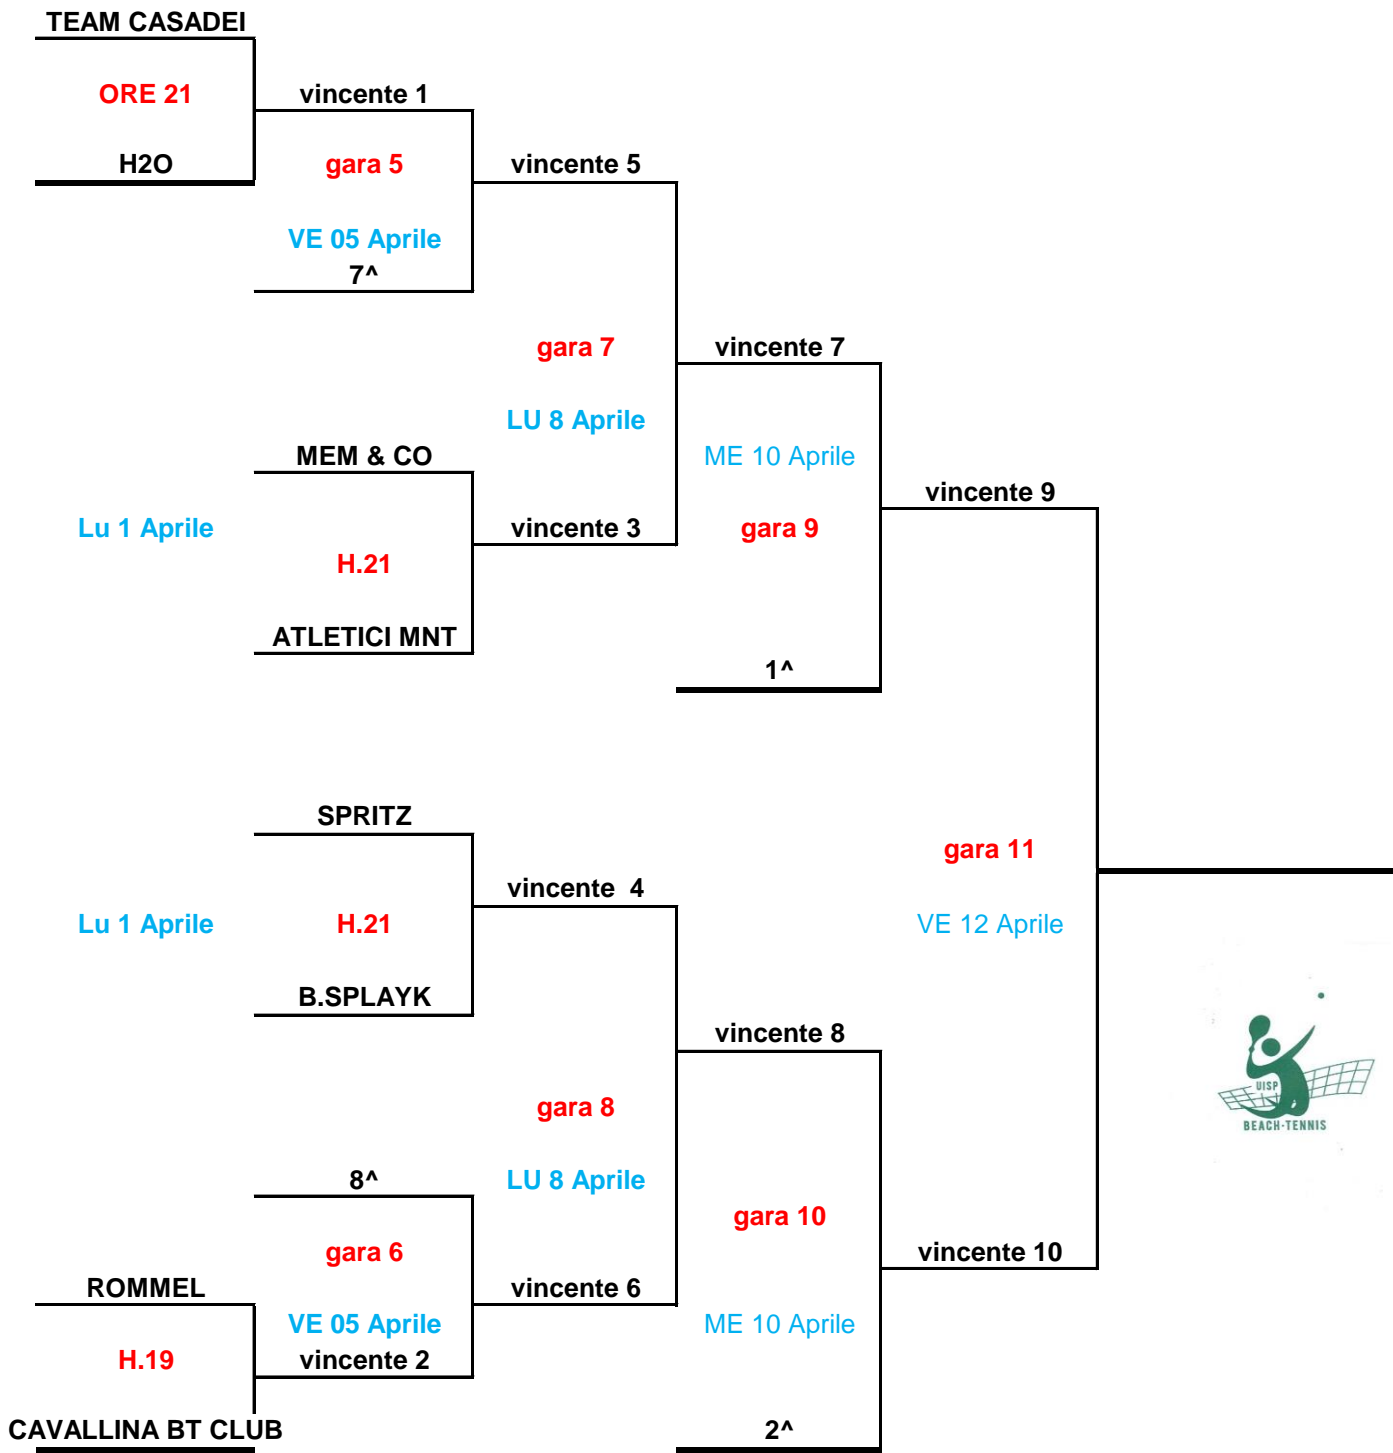 TEAM CASADEI
ORE 21
vincente 1
H2O
gara 5
vincente 5
VE 05 Aprile
7^
gara 7
vincente 7
LU 8 Aprile
MEM & CO
ME 10 Aprile
vincente 9
Lu 1 Aprile
vincente 3
gara 9
H.21
ATLETICI MNT
1^
SPRITZ
gara 11
vincente  4
Lu 1 Aprile
H.21
VE 12 Aprile
B.SPLAYK
vincente 8
UISP
gara 8
BEACH-TENNIS
8^
LU 8 Aprile
gara 10
gara 6
vincente 10
ROMMEL
vincente 6
VE 05 Aprile
ME 10 Aprile
H.19
vincente 2
CAVALLINA BT CLUB
2^